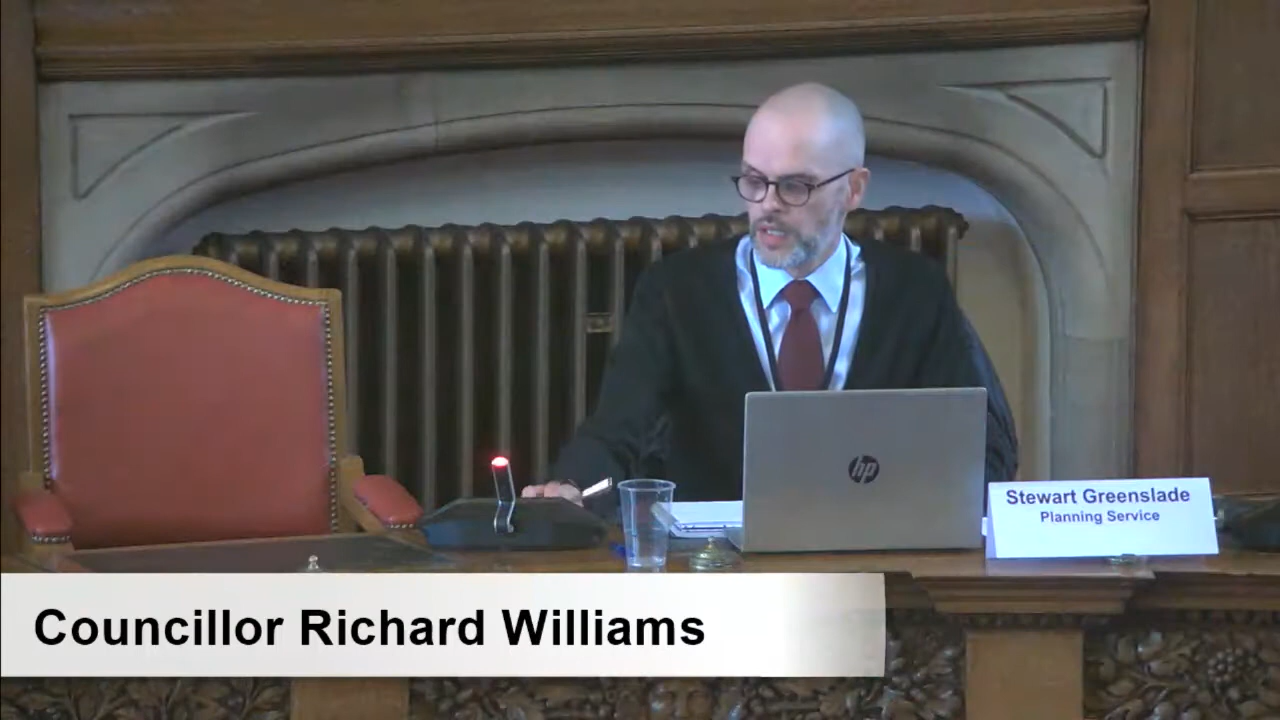 hp
Stewart Greenslade
Planning Service
Councillor Richard Williams